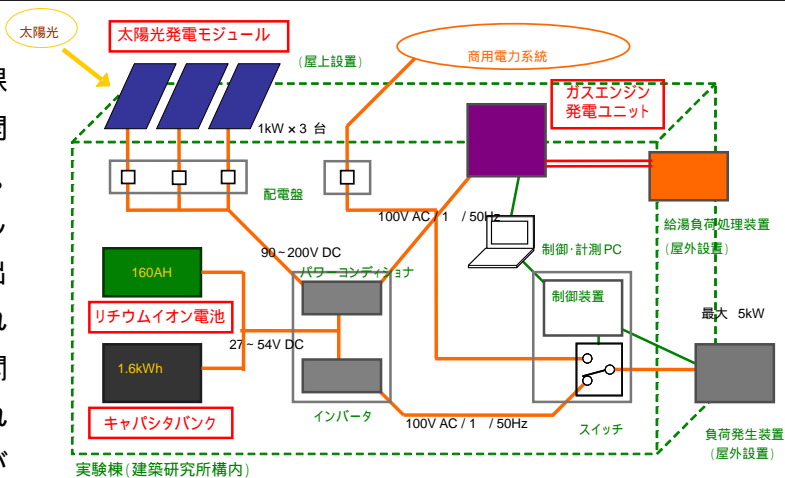 太陽光
太陽光発電モジュール
(屋上設置)
商用電力系統
ガスエンジン
発電ユニット
1kW × 3 台
配電盤
100V AC / 1 / 50Hz
給湯負荷処理装置
(屋外設置)
90~200V DC
パワーコンディショナ
制御・計測PC
160AH
制御装置
リチウムイオン電池
最大 5kW
27~54V DC
1.6kWh
キャパシタバンク
インバータ
100V AC / 1 / 50Hz
スイッチ
負荷発生装置
(屋外設置)
実験棟(建築研究所構内)